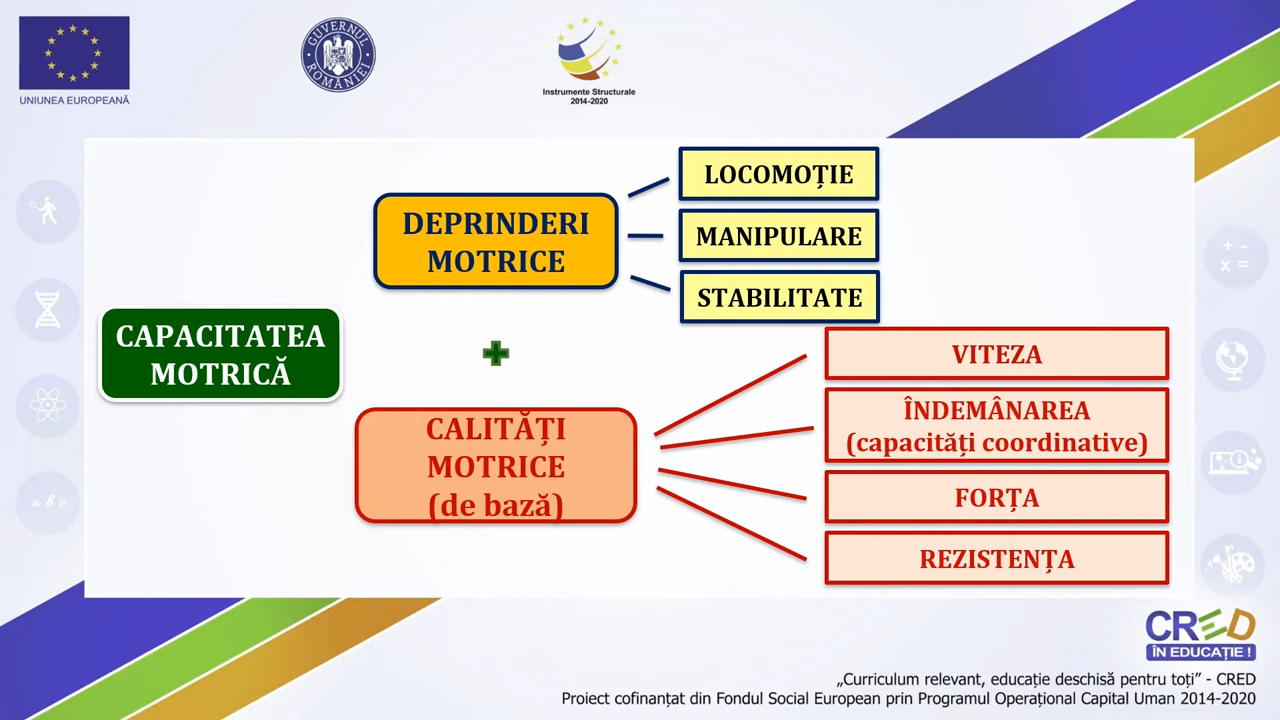 UNIUNEA EUROPEANĂ
GUVERNUL ROMÂNIEI
Instrumente Structurale
2014-2020
LOCOMOȚIE
DEPRINDERI
MOTRICE
MANIPULARE
STABILITATE
CAPACITATEA
MOTRICĂ
CALITĂȚI
MOTRICE
(de bază)
VITEZA
ÎNDEMÂNAREA
(capacități coordinative)
FORȚA
REZISTENȚA
a b c
+ -
x =
CRED
ÎN EDUCAȚIE !
„Curriculum relevant, educație deschisă pentru toți” - CRED
Proiect cofinanțat din Fondul Social European prin Programul Operațional Capital Uman 2014-2020